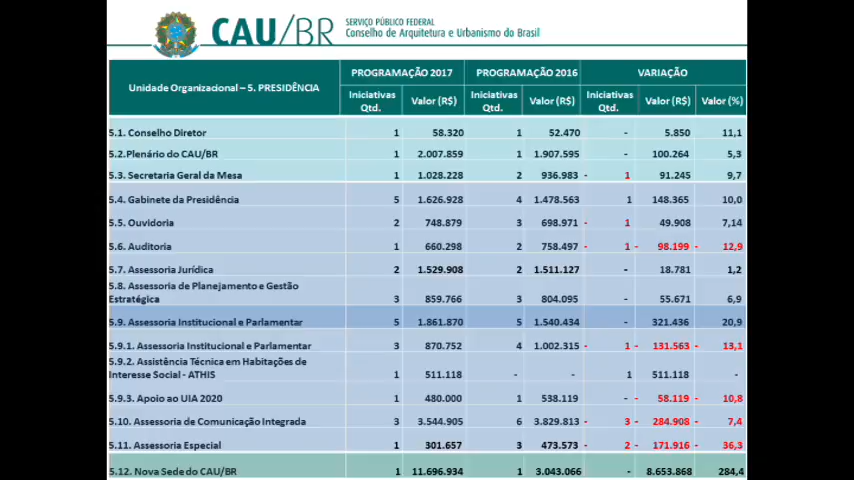 CAU/BR
SERVIÇO PÚBLICO FEDERAL
Conselho de Arquitetura e Urbanismo do Brasil
Unidade Organizacional – 5. PRESIDÊNCIA PROGRAMAÇÃO 2017 PROGRAMAÇÃO 2016 VARIAÇÃO
Iniciativas Qtd. Valor (R$) Iniciativas Qtd. Valor (R$) Iniciativas Qtd. Valor (R$) Valor (%)
5.1. Conselho Diretor 1 58.320 1 52.470 - 5.850 11,1
5.2.Plenário do CAU/BR 1 2.007.859 1 1.907.595 - 100.264 5,3
5.3. Secretaria Geral da Mesa 1 1.028.228 2 936.983 - 1 91.245 9,7
5.4. Gabinete da Presidência 5 1.626.928 4 1.478.563 1 148.365 10,0
5.5. Ouvidoria 2 748.879 3 698.971 - 1 49.908 7,14
5.6. Auditoria 1 660.298 2 758.497 - 1 - 98.199 - 12,9
5.7. Assessoria Jurídica 2 1.529.908 2 1.511.127 - 18.781 1,2
5.8. Assessoria de Planejamento e Gestão
Estratégica 3 859.766 3 804.095 - 55.671 6,9
5.9. Assessoria Institucional e Parlamentar 5 1.861.870 5 1.540.434 - 321.436 20,9
5.9.1. Assessoria Institucional e Parlamentar 3 870.752 4 1.002.315 - 1 - 131.563 - 13,1
5.9.2. Assistência Técnica em Habitações de
Interesse Social - ATHIS 1 511.118 - - 1 511.118 -
5.9.3. Apoio ao UIA 2020 1 480.000 1 538.119 - - 58.119 - 10,8
5.10. Assessoria de Comunicação Integrada 3 3.544.905 6 3.829.813 - 3 - 284.908 - 7,4
5.11. Assessoria Especial 1 301.657 3 473.573 - 2 - 171.916 - 36,3
5.12. Nova Sede do CAU/BR 1 11.696.934 1 3.043.066 - 8.653.868 284,4